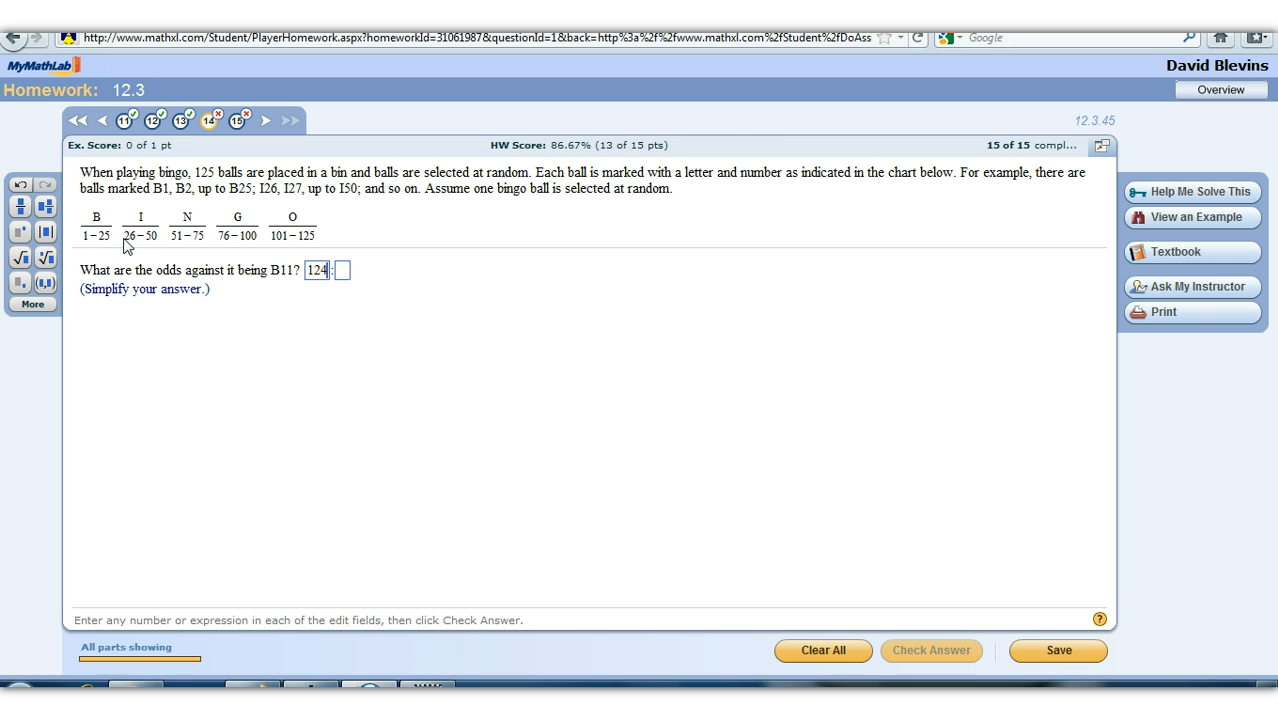 http://www.mathxl.com/Student/PlayerHomework.aspx?homeworkId=31061987&questionId=1&back=http%3a%2f%2fwww.mathxl.com%2fStudent%2fDoAss
Google
MyMathLab
David Blevins
Homework: 12.3
Overview
11 12 13 14 15
12.3.45
Ex. Score: 0 of 1 pt HW Score: 86.67% (13 of 15 pts) 15 of 15 compl...
When playing bingo, 125 balls are placed in a bin and balls are selected at random. Each ball is marked with a letter and number as indicated in the chart below. For example, there are
balls marked B1, B2, up to B25; I26, I27, up to I50; and so on. Assume one bingo ball is selected at random.
B I N G O
1–25 26–50 51–75 76–100 101–125
What are the odds against it being B11? 124:
(Simplify your answer.)
More
Help Me Solve This
View an Example
Textbook
Ask My Instructor
Print
Enter any number or expression in each of the edit fields, then click Check Answer.
?
All parts showing
Clear All Check Answer Save